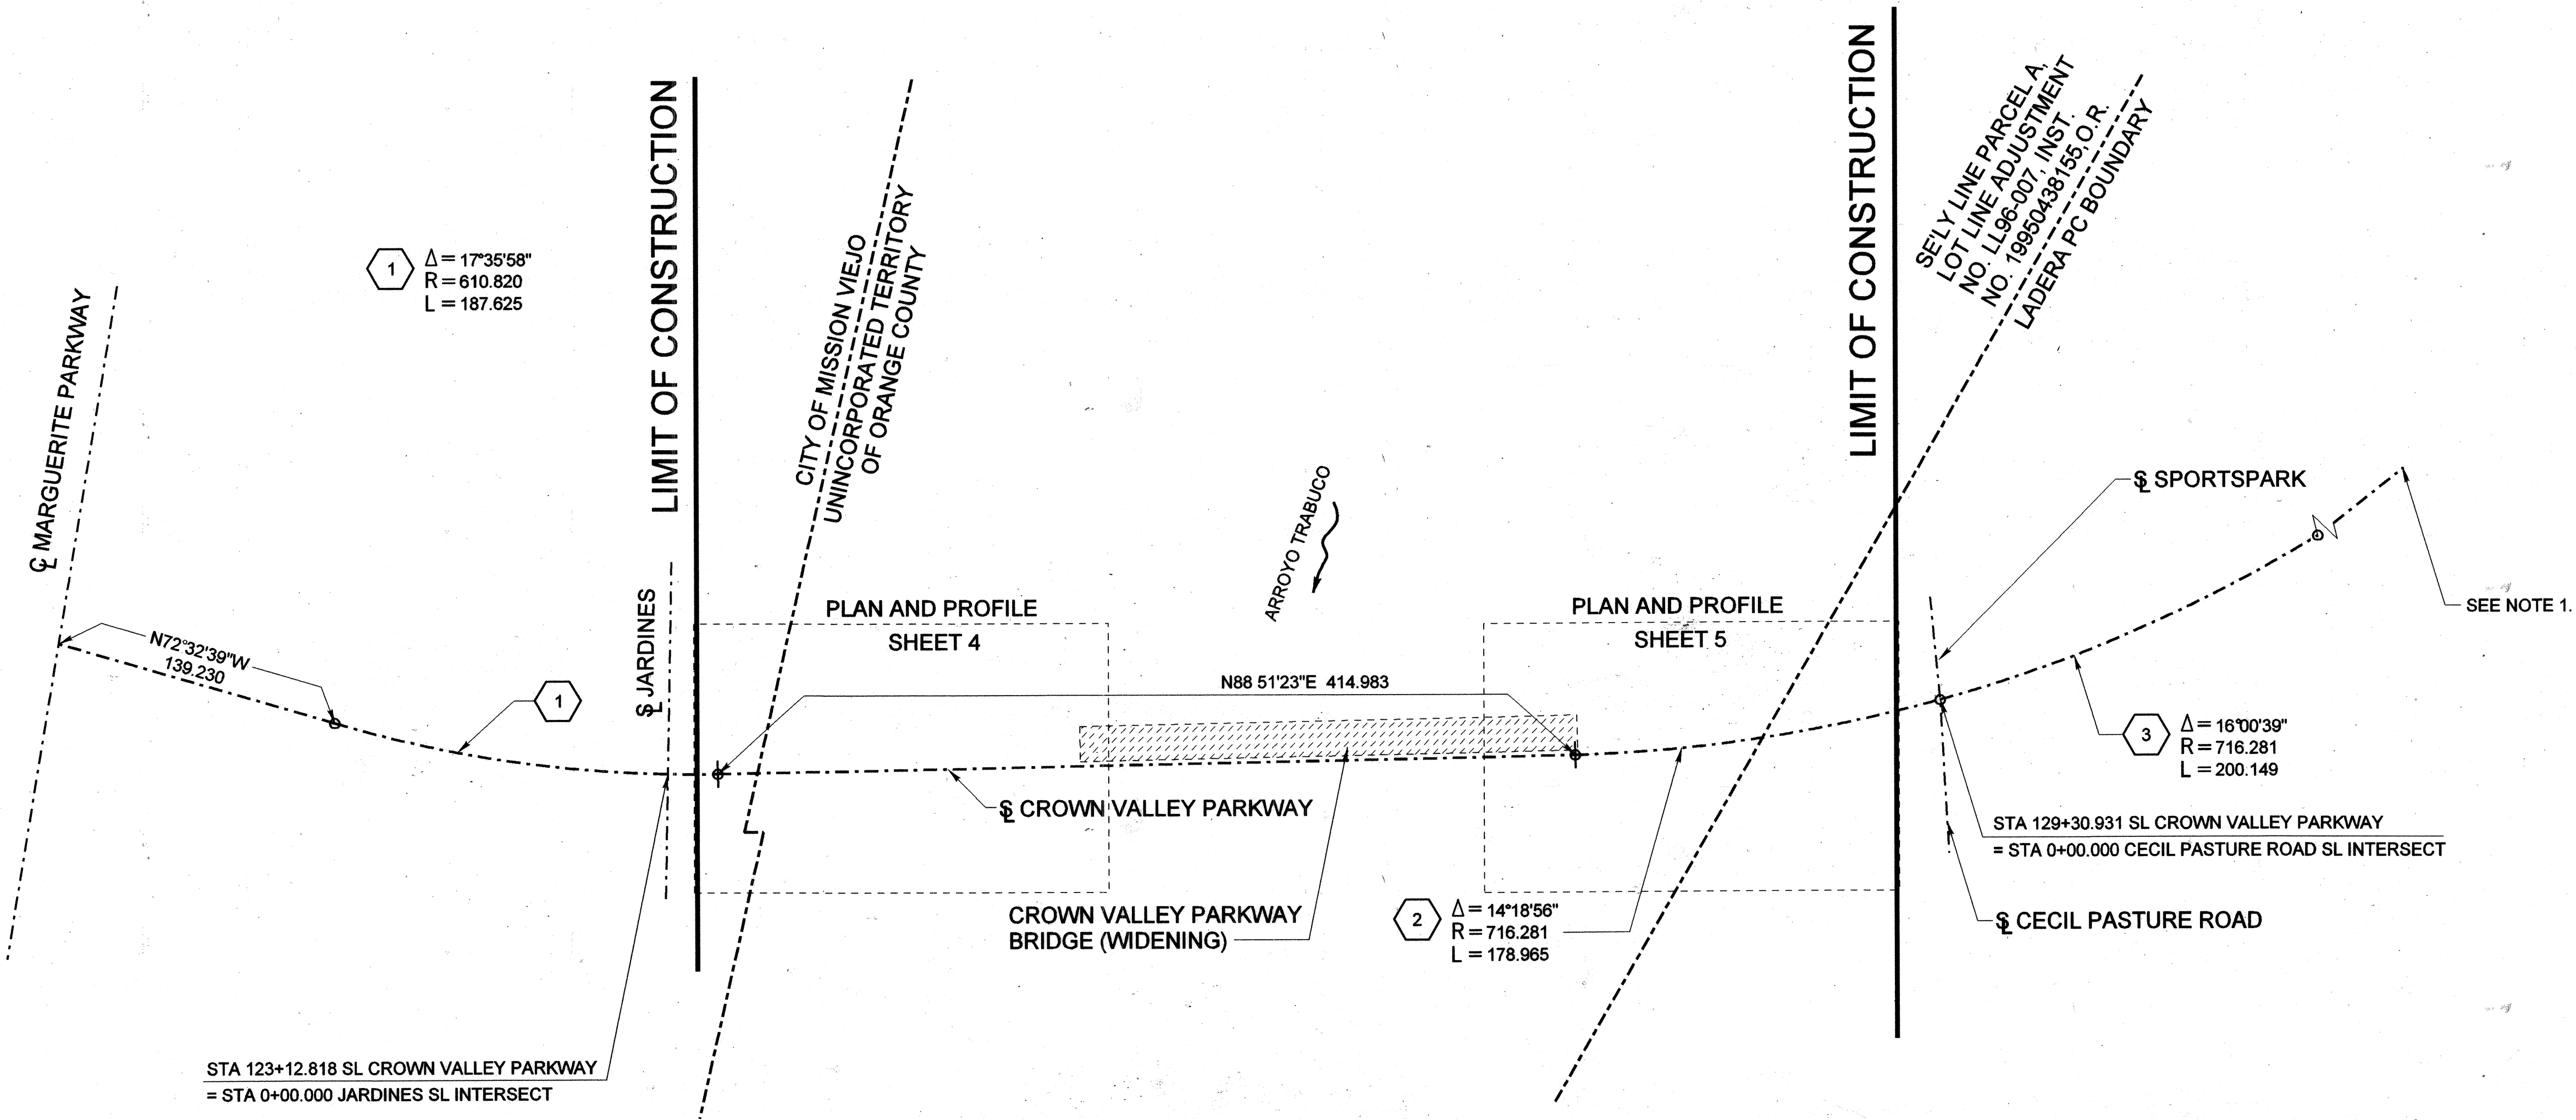 LIMIT OF CONSTRUCTION
LIMIT OF CONSTRUCTION
SE'LY LINE PARCEL A,
LOT LINE ADJUSTMENT
NO. LL96-007, INST.
NO. 19950438155, O.R.
LADERA PC BOUNDARY
CITY OF MISSION VIEJO
UNINCORPORATED TERRITORY
OF ORANGE COUNTY
1
Δ = 17°35'58"
R = 610.820
L = 187.625
℄ MARGUERITE PARKWAY
ARROYO TRABUCO
SL SPORTSPARK
SEE NOTE 1.
SL JARDINES
PLAN AND PROFILE
SHEET 4
PLAN AND PROFILE
SHEET 5
N72°32'39"W
139.230
1
N88 51'23"E 414.983
3
Δ = 16°00'39"
R = 716.281
L = 200.149
SL CROWN VALLEY PARKWAY
STA 129+30.931 SL CROWN VALLEY PARKWAY
= STA 0+00.000 CECIL PASTURE ROAD SL INTERSECT
CROWN VALLEY PARKWAY
BRIDGE (WIDENING)
2
Δ = 14°18'56"
R = 716.281
L = 178.965
SL CECIL PASTURE ROAD
STA 123+12.818 SL CROWN VALLEY PARKWAY
= STA 0+00.000 JARDINES SL INTERSECT